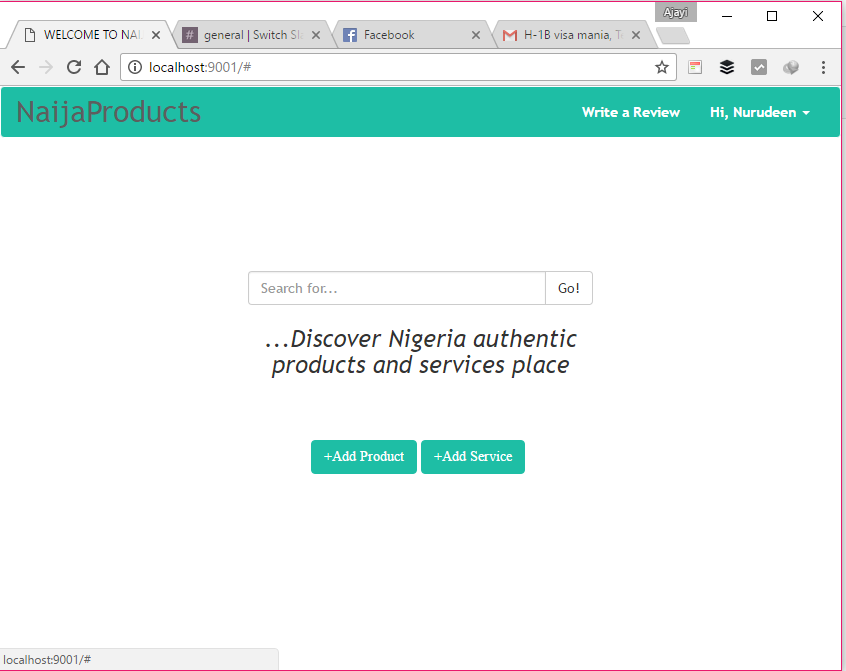 Ajayi
WELCOME TO NAI
general | Switch Sla
Facebook
H-1B visa mania, T
localhost:9001/#
NaijaProducts
Write a Review
Hi, Nurudeen
Search for...
Go!
...Discover Nigeria authentic
products and services place
+Add Product
+Add Service
localhost:9001/#